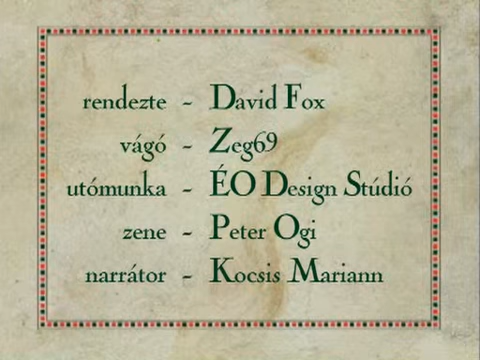 rendezte - David Fox
vágó - Zeg69
utómunka - ÉO Design Stúdió
zene - Peter Ogi
narrátor - Kocsis Mariann